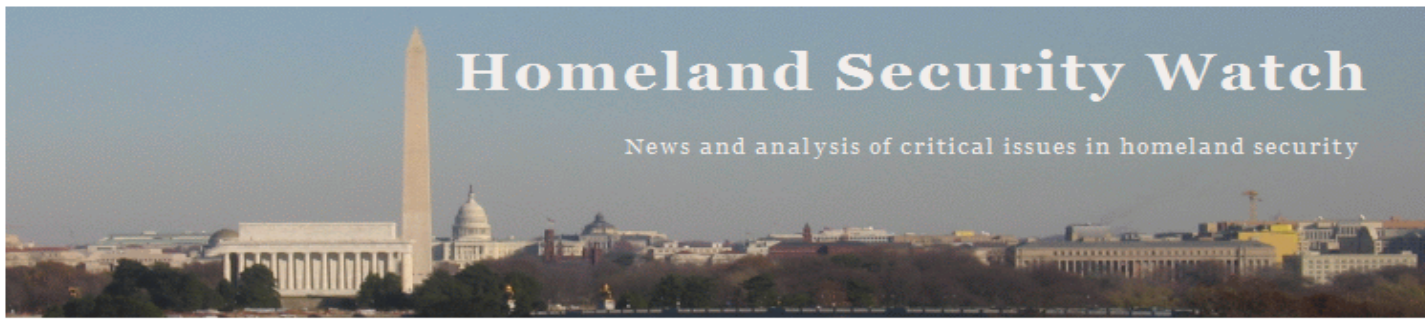 Homeland Security Watch
News and analysis of critical issues in homeland security